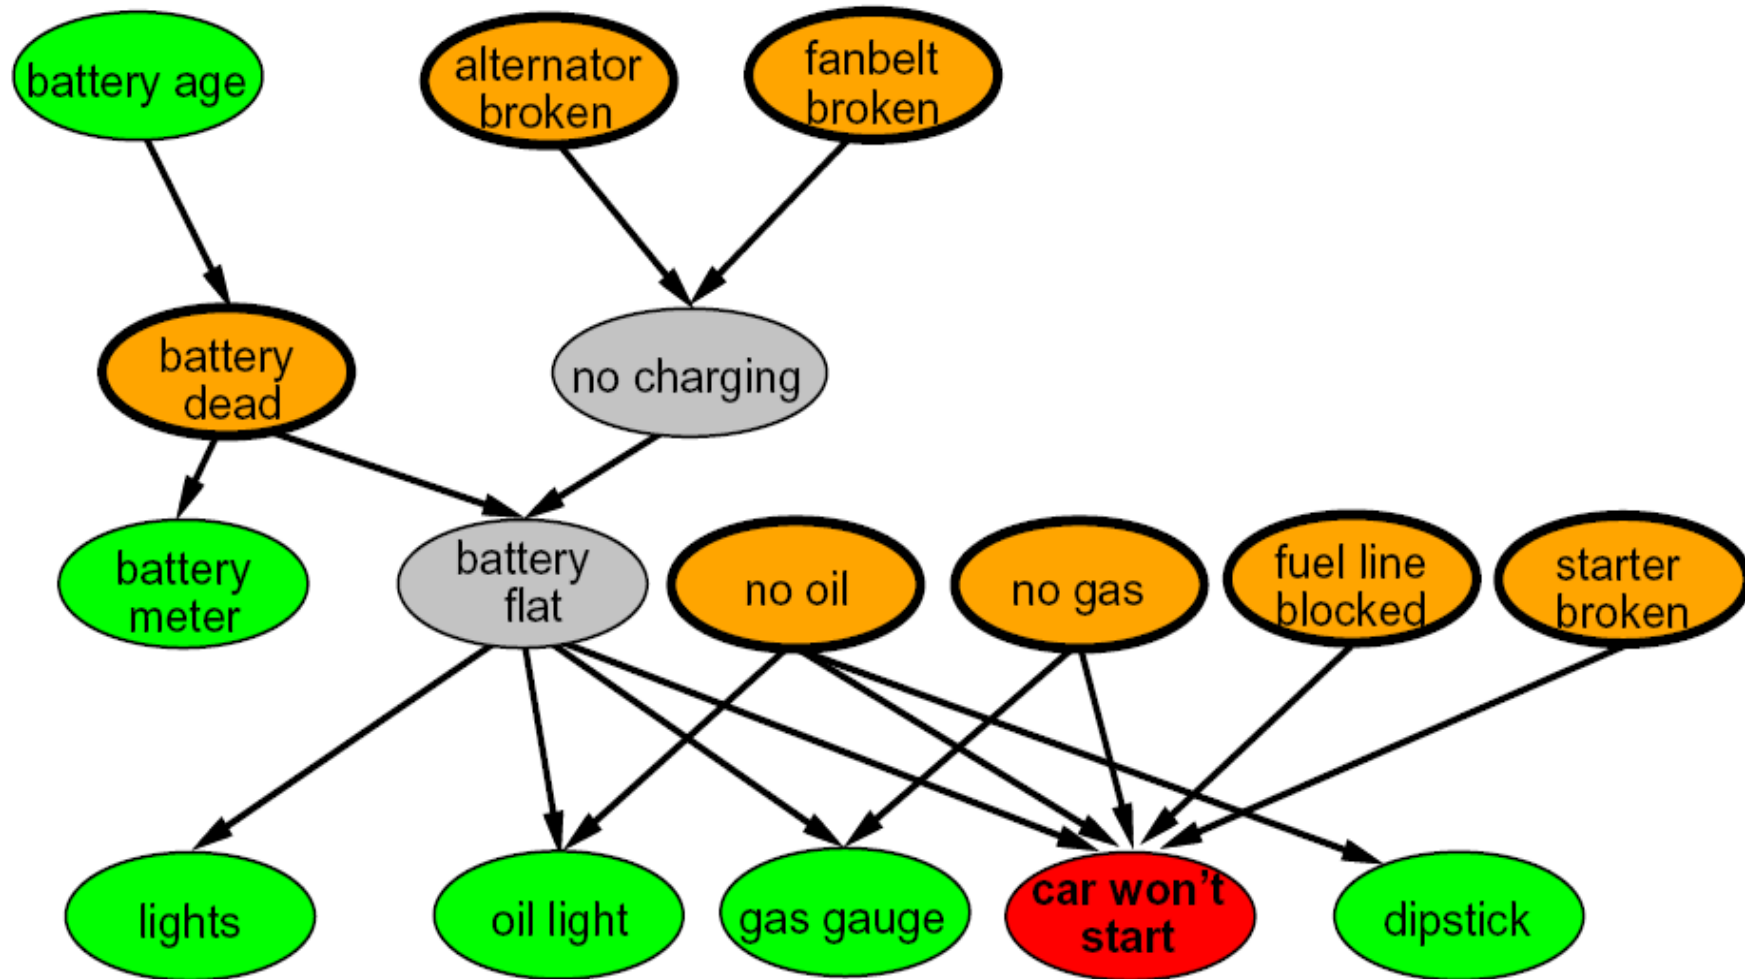 battery age
alternator
broken
fanbelt
broken
battery
dead
no charging
battery
meter
battery
flat
no oil
no gas
fuel line
blocked
starter
broken
lights
oil light
gas gauge
car won't
start
dipstick